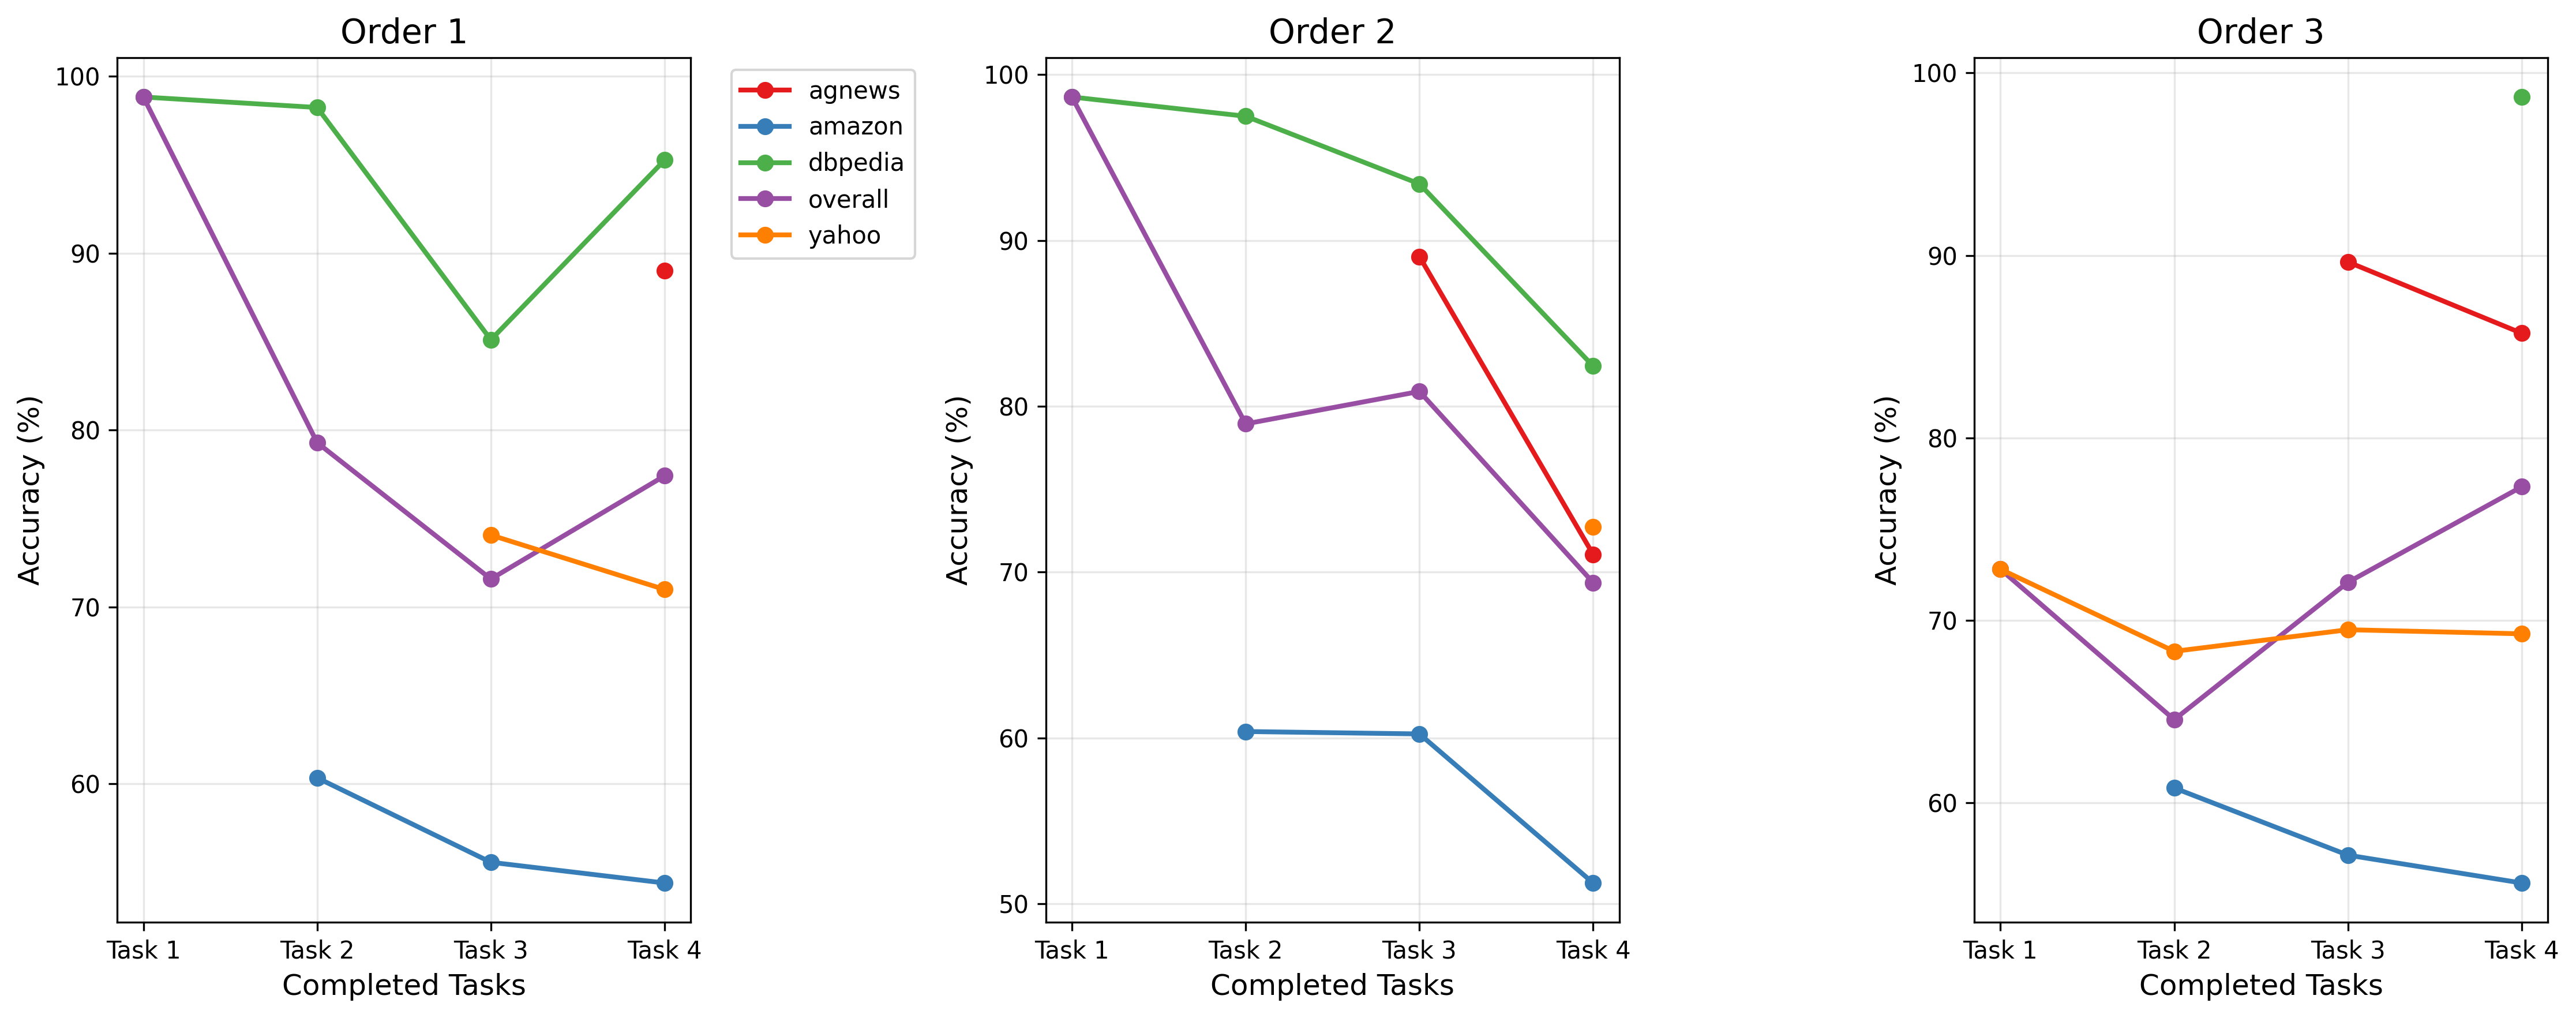 Order 1
Accuracy (%)
100
90
80
70
60
Task 1
Task 2
Task 3
Task 4
Completed Tasks
agnews
amazon
dbpedia
overall
yahoo
Order 2
Accuracy (%)
100
90
80
70
60
50
Task 1
Task 2
Task 3
Task 4
Completed Tasks
Order 3
Accuracy (%)
100
90
80
70
60
Task 1
Task 2
Task 3
Task 4
Completed Tasks